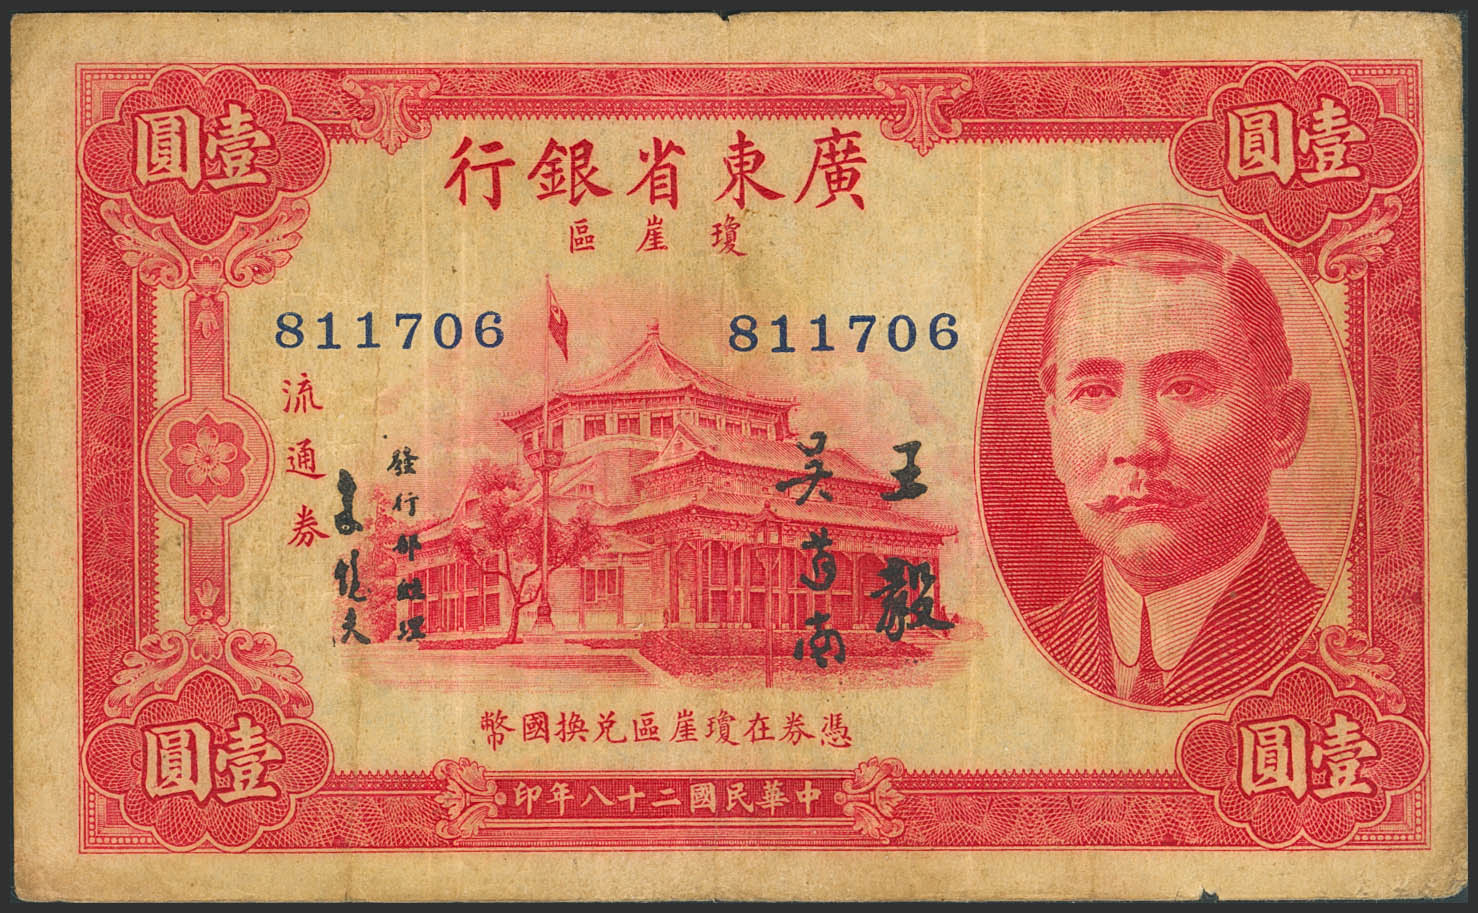 壹圓
壹圓
廣東省銀行
瓊崖區
811706
811706
流通券
發行部經理
王毅
吳夢南
憑券在瓊崖區兌換國幣
中華民國二十八年印
壹圓
壹圓